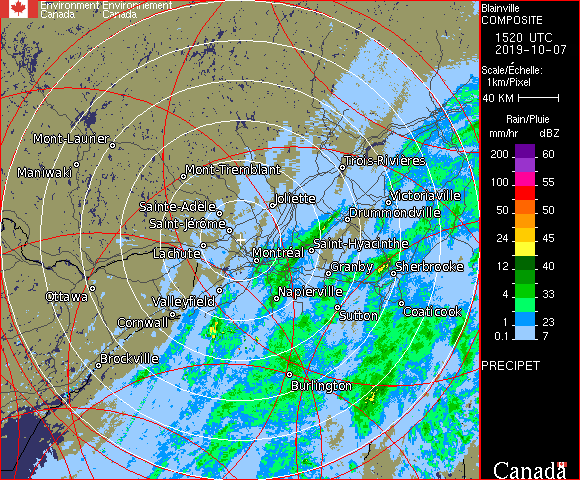 Environment Environnement
Canada Canada
Blainville
COMPOSITE
1520 UTC
2019-10-07
Scale/Échelle:
1km/Pixel
40 KM
Rain/Pluie
mm/hr dBZ
200 60
100 55
50 50
24 45
12 40
4 33
1 23
0.1 7
PRECIPET
Canada
Mont-Laurier
Maniwaki
Mont-Tremblant
Trois-Rivières
Sainte-Adèle
Joliette
Victoriaville
Saint-Jérôme
Drummondville
Lachute
Montréal
Saint-Hyacinthe
Granby
Sherbrooke
Ottawa
Valleyfield
Napierville
Cornwall
Sutton
Coaticook
Brockville
Burlington